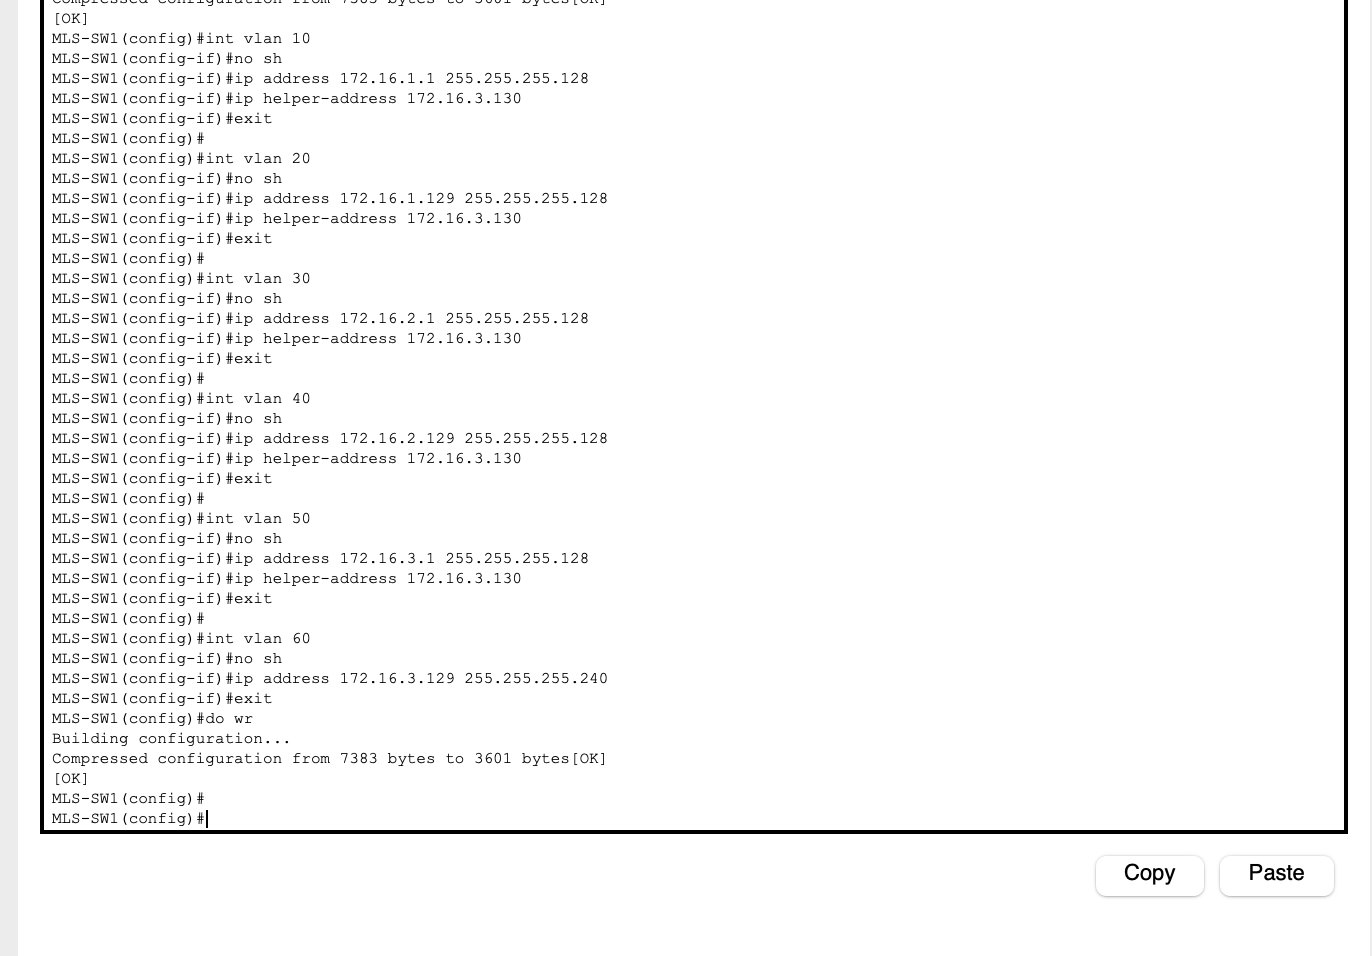 Compressed configuration from 7383 bytes to 3601 bytes[OK]
[OK]
MLS-SW1(config)#int vlan 10
MLS-SW1(config-if)#no sh
MLS-SW1(config-if)#ip address 172.16.1.1 255.255.255.128
MLS-SW1(config-if)#ip helper-address 172.16.3.130
MLS-SW1(config-if)#exit
MLS-SW1(config)#
MLS-SW1(config)#int vlan 20
MLS-SW1(config-if)#no sh
MLS-SW1(config-if)#ip address 172.16.1.129 255.255.255.128
MLS-SW1(config-if)#ip helper-address 172.16.3.130
MLS-SW1(config-if)#exit
MLS-SW1(config)#
MLS-SW1(config)#int vlan 30
MLS-SW1(config-if)#no sh
MLS-SW1(config-if)#ip address 172.16.2.1 255.255.255.128
MLS-SW1(config-if)#ip helper-address 172.16.3.130
MLS-SW1(config-if)#exit
MLS-SW1(config)#
MLS-SW1(config)#int vlan 40
MLS-SW1(config-if)#no sh
MLS-SW1(config-if)#ip address 172.16.2.129 255.255.255.128
MLS-SW1(config-if)#ip helper-address 172.16.3.130
MLS-SW1(config-if)#exit
MLS-SW1(config)#
MLS-SW1(config)#int vlan 50
MLS-SW1(config-if)#no sh
MLS-SW1(config-if)#ip address 172.16.3.1 255.255.255.128
MLS-SW1(config-if)#ip helper-address 172.16.3.130
MLS-SW1(config-if)#exit
MLS-SW1(config)#
MLS-SW1(config)#int vlan 60
MLS-SW1(config-if)#no sh
MLS-SW1(config-if)#ip address 172.16.3.129 255.255.255.240
MLS-SW1(config-if)#exit
MLS-SW1(config)#do wr
Building configuration...
Compressed configuration from 7383 bytes to 3601 bytes[OK]
[OK]
MLS-SW1(config)#
MLS-SW1(config)#
Copy
Paste